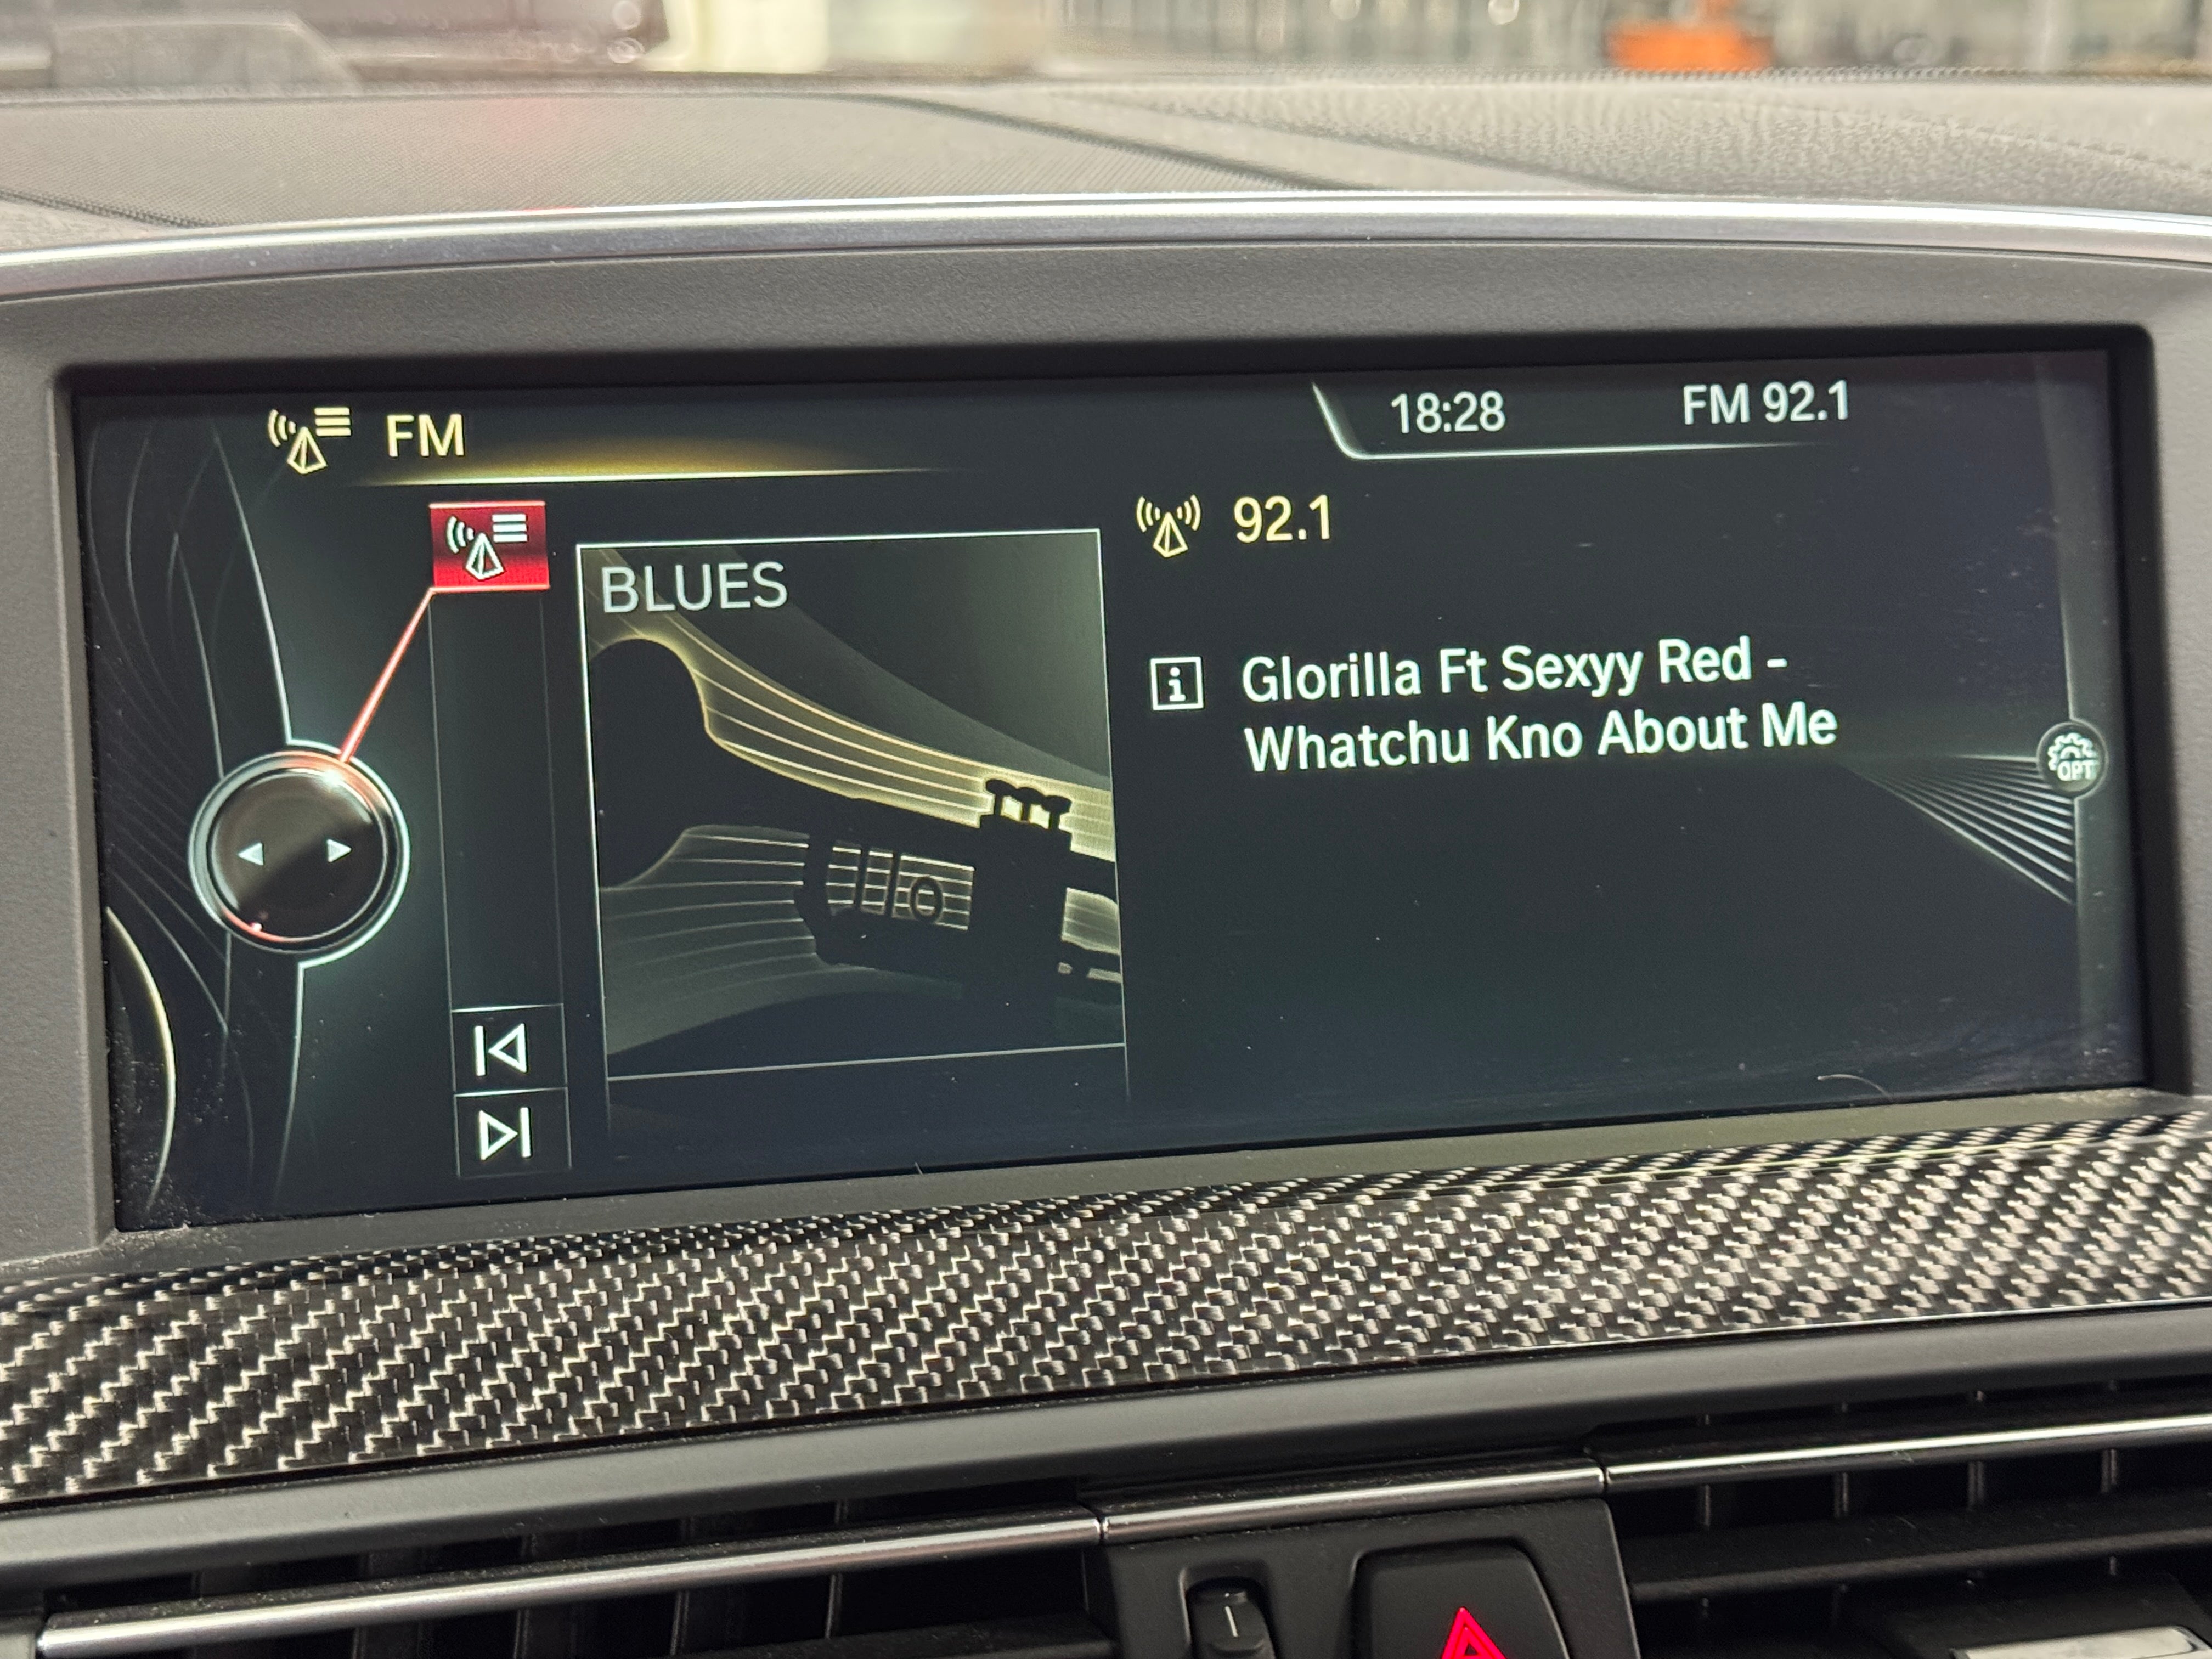 FM
18:28
FM 92.1
BLUES
92.1
Glorilla Ft Sexyy Red -
Whatchu Kno About Me
OPT